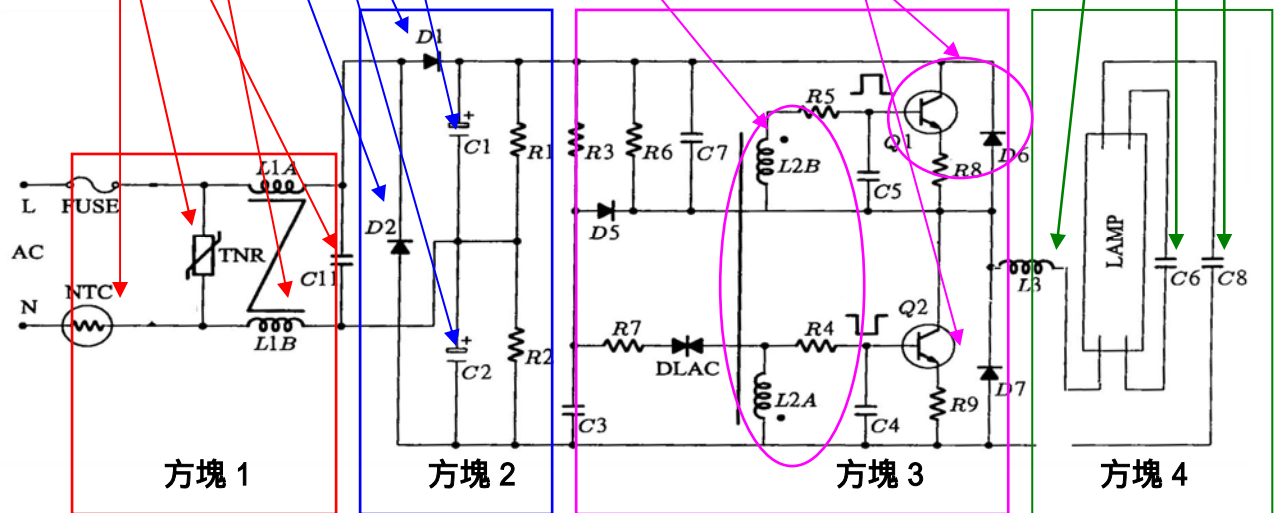 D1
R5
C1
R1
R3
R6
C7
L2B
Q1
D6
L1A
C5
R8
L
FUSE
D2
D5
AC
TNR
C11
LAMP
C6
C8
L3
N
NTC
Q2
R7
R4
L1B
C2
R2
DLAC
D7
L2A
R9
C3
C4
方塊 1
方塊 2
方塊 3
方塊 4